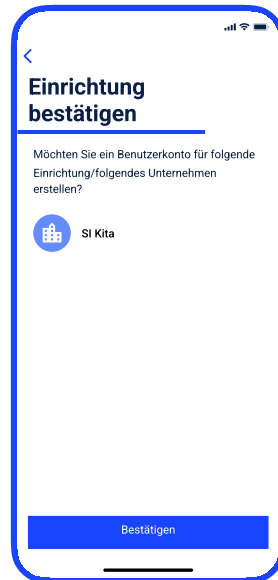 Einrichtung
bestätigen
Möchten Sie ein Benutzerkonto für folgende
Einrichtung/folgendes Unternehmen
erstellen?
SI Kita
Bestätigen